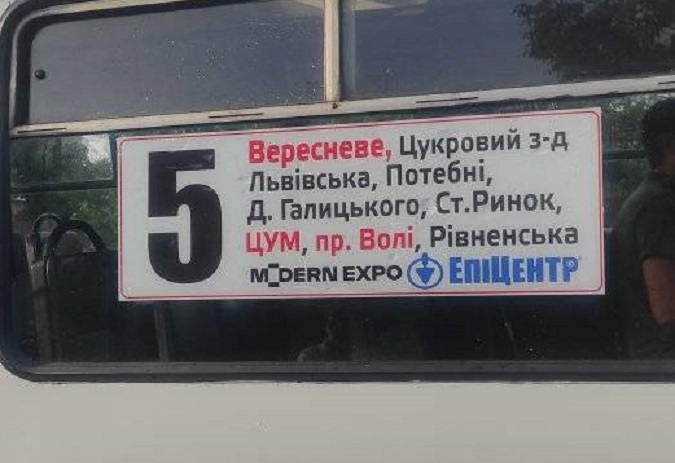 5
Вересневе, Цукровий з-д
Львівська, Потебні,
Д. Галицького, Ст.Ринок,
ЦУМ, пр. Волі, Рівненська
MODERN EXPO ЕПІЦЕНТР